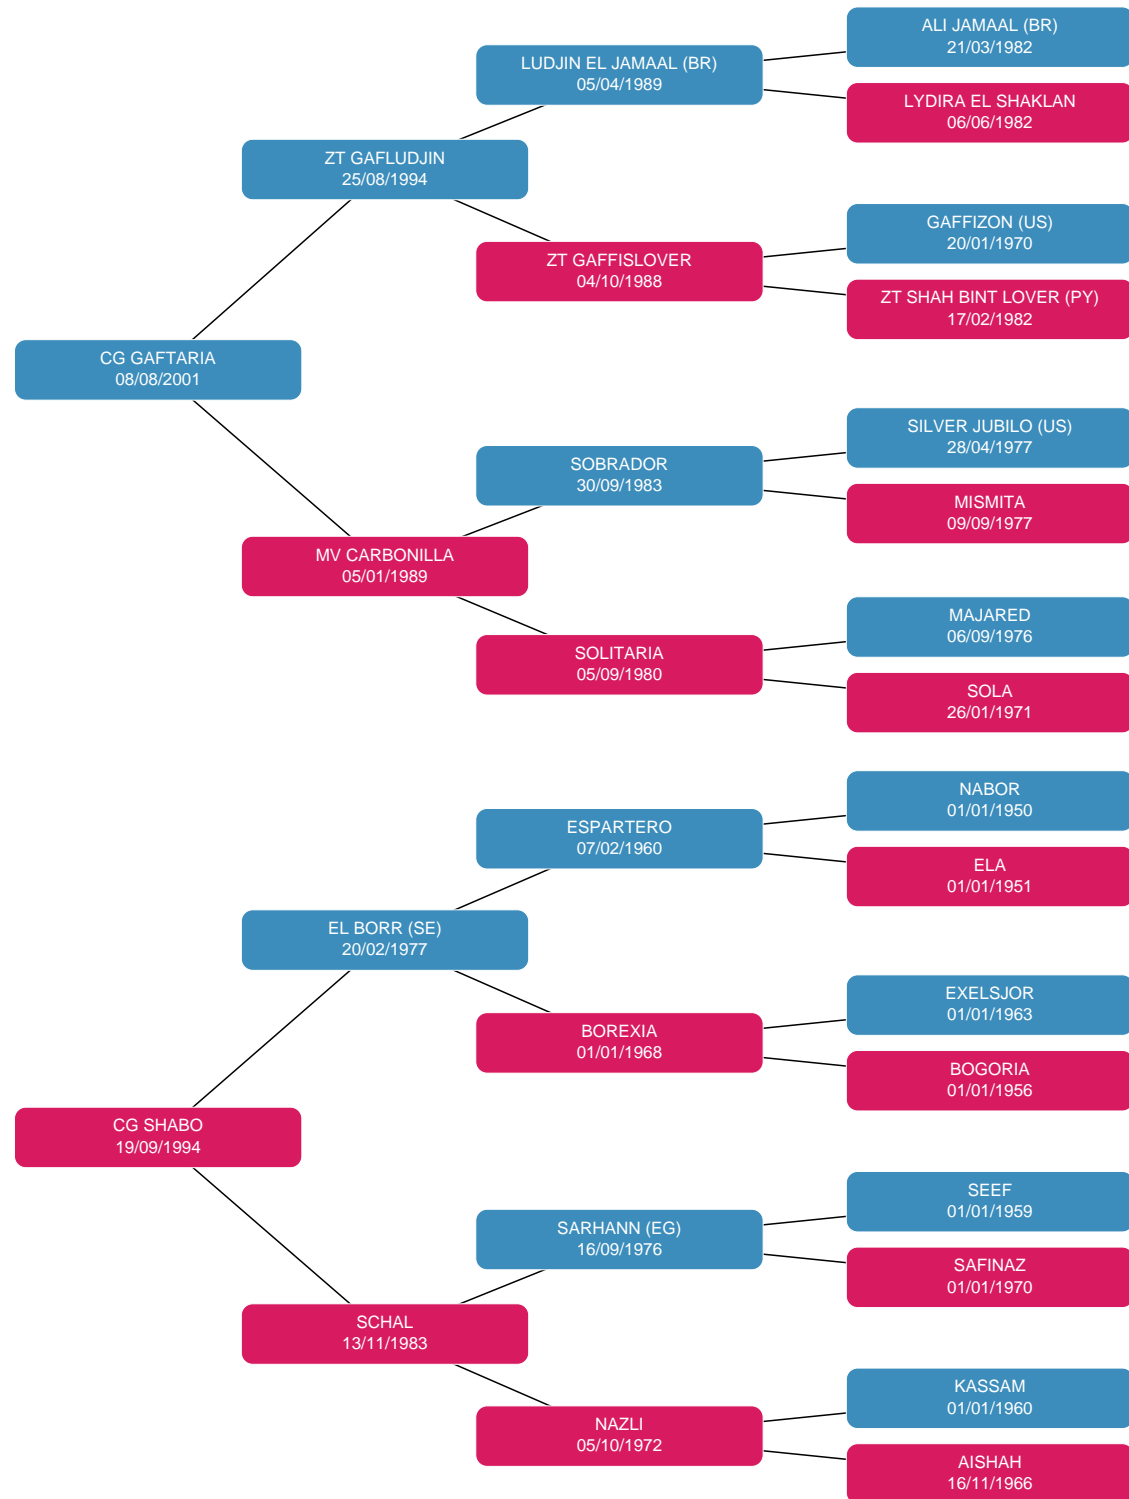 ALI JAMAAL (BR)
21/03/1982
LUDJIN EL JAMAAL (BR)
05/04/1989
LYDIRA EL SHAKLAN
06/06/1982
ZT GAFLUDJIN
25/08/1994
GAFFIZON (US)
20/01/1970
ZT GAFFISLOVER
04/10/1988
ZT SHAH BINT LOVER (PY)
17/02/1982
CG GAFTARIA
08/08/2001
SILVER JUBILO (US)
28/04/1977
SOBRADOR
30/09/1983
MISMITA
09/09/1977
MV CARBONILLA
05/01/1989
MAJARED
06/09/1976
SOLITARIA
05/09/1980
SOLA
26/01/1971
NABOR
01/01/1950
ESPARTERO
07/02/1960
ELA
01/01/1951
EL BORR (SE)
20/02/1977
EXELSJOR
01/01/1963
BOREXIA
01/01/1968
BOGORIA
01/01/1956
CG SHABO
19/09/1994
SEEF
01/01/1959
SARHANN (EG)
16/09/1976
SAFINAZ
01/01/1970
SCHAL
13/11/1983
KASSAM
01/01/1960
NAZLI
05/10/1972
AISHAH
16/11/1966